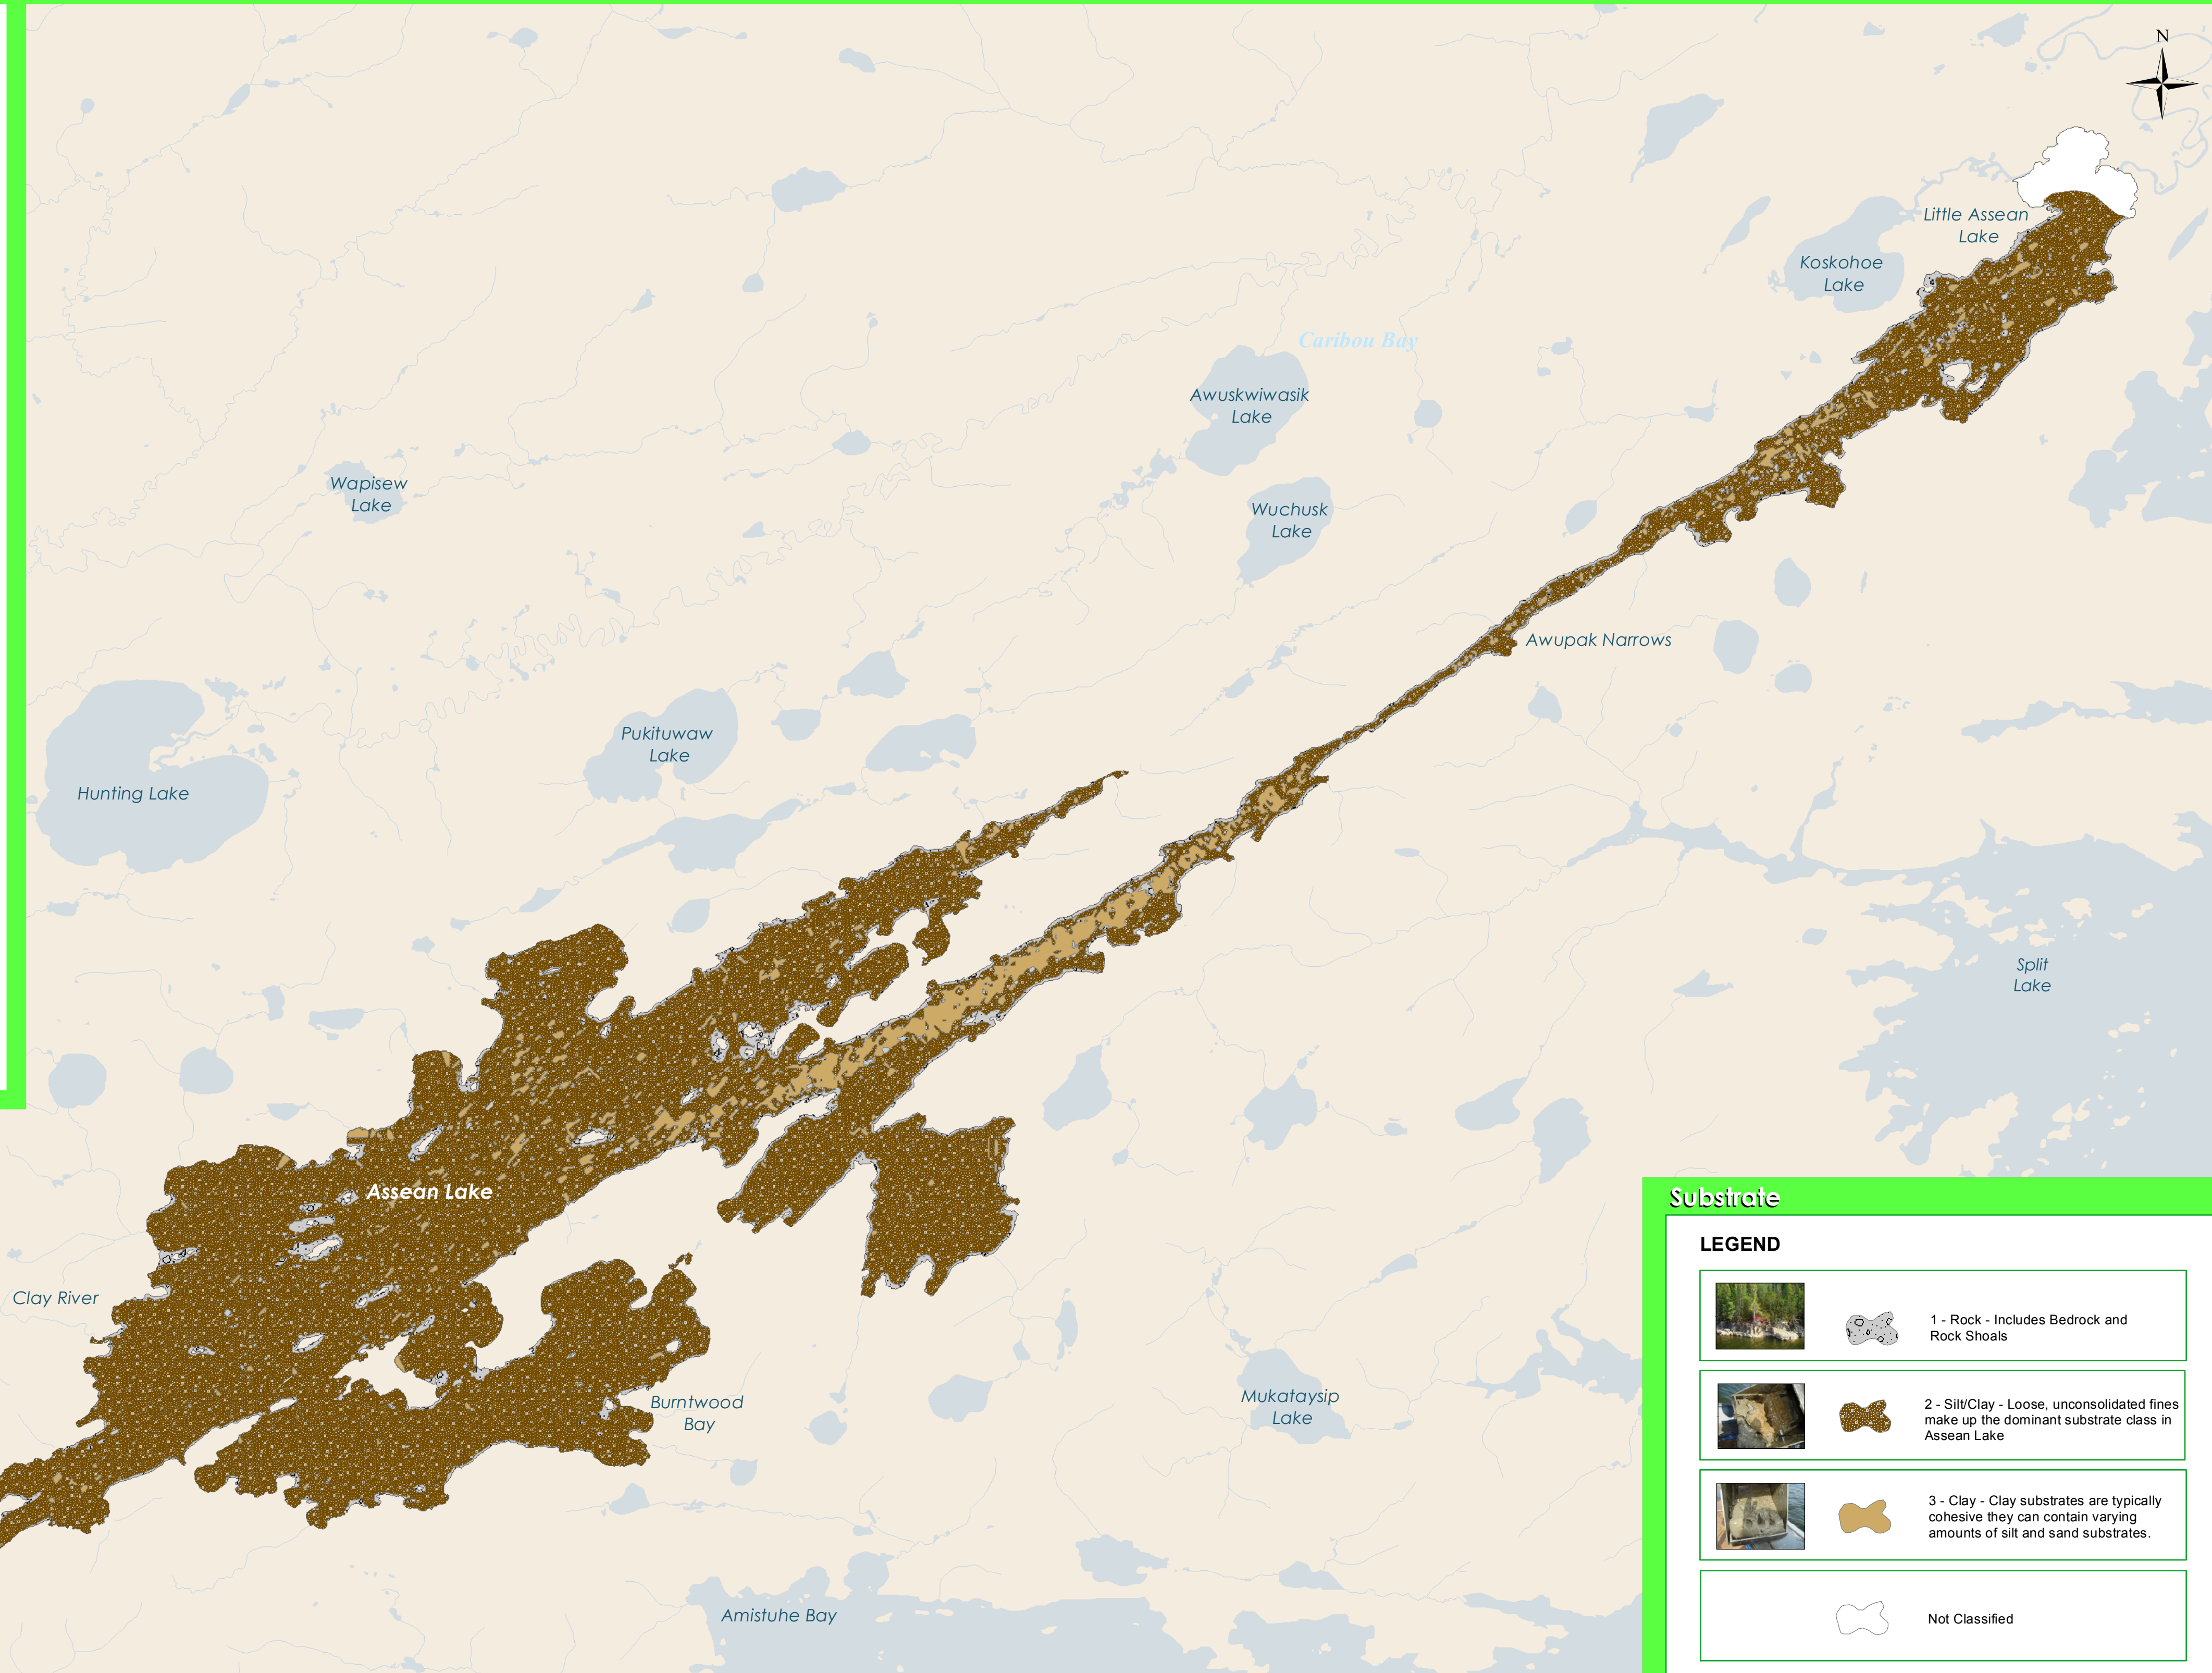 N
Little Assean
Lake
Koskohoe
Lake
Caribou Bay
Awuskwiwasik
Lake
Wapisew
Lake
Wuchusk
Lake
Awupak Narrows
Pukituwaw
Lake
Hunting Lake
Split
Lake
Assean Lake
Clay River
Burntwood
Bay
Mukataysip
Lake
Amistuhe Bay
Substrate
LEGEND
1 - Rock - Includes Bedrock and
Rock Shoals
2 - Silt/Clay - Loose, unconsolidated fines
make up the dominant substrate class in
Assean Lake
3 - Clay - Clay substrates are typically
cohesive they can contain varying
amounts of silt and sand substrates.
Not Classified